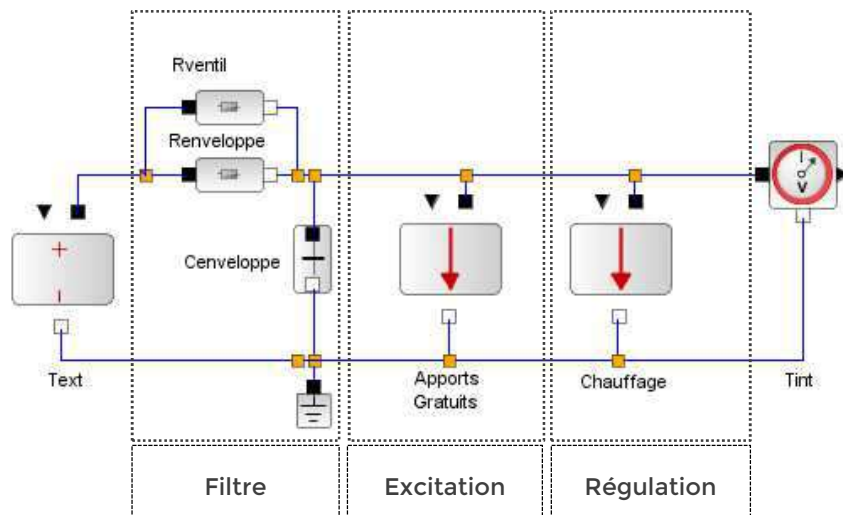 Rventil
Renveloppe
Cenveloppe
Text
Apports
Gratuits
Chauffage
Tint
Filtre
Excitation
Régulation